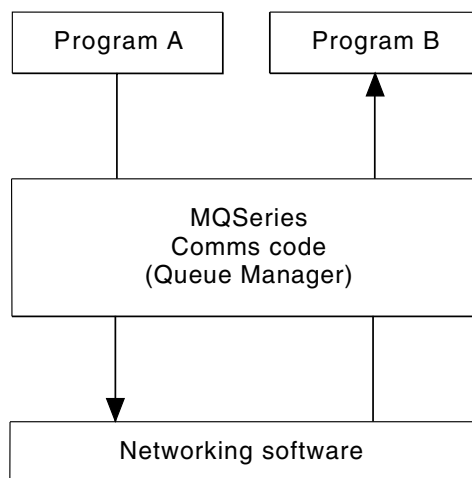 Program A
Program B
MQSeries
Comms code
(Queue Manager)
Networking software